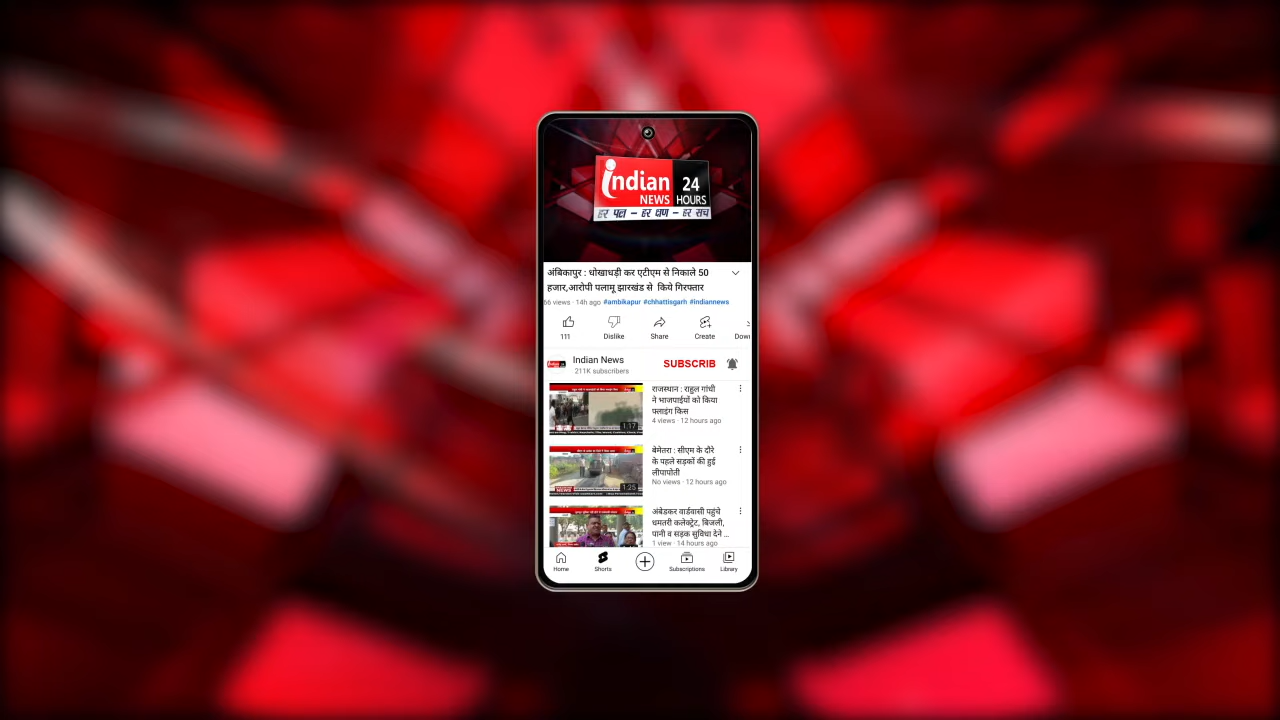 indian
NEWS
24
HOURS
हर पल – हर क्षण – हर सच
अंबिकापुर : धोखाधड़ी कर एटीएम से निकाले 50
हजार,आरोपी पलामू झारखंड से किये गिरफ्तार
66 views · 14h ago #ambikapur #chhattisgarh #indiannews
111
Dislike
Share
Create
Down
Indian News
211K subscribers
SUBSCRIB
राजस्थान : राहुल गांधी
ने भाजपाईयों को किया
फ्लाइंग किस
4 views · 12 hours ago
1:17
बेमेतरा : सीएम के दौरे
के पहले सड़कों की हुई
लीपापोती
No views · 12 hours ago
1:25
अंबेडकर वार्डवासी पहुंचे
धमतरी कलेक्ट्रेट, बिजली,
पानी व सड़क सुविधा देने ...
1 view · 14 hours ago
Home
Shorts
Subscriptions
Library